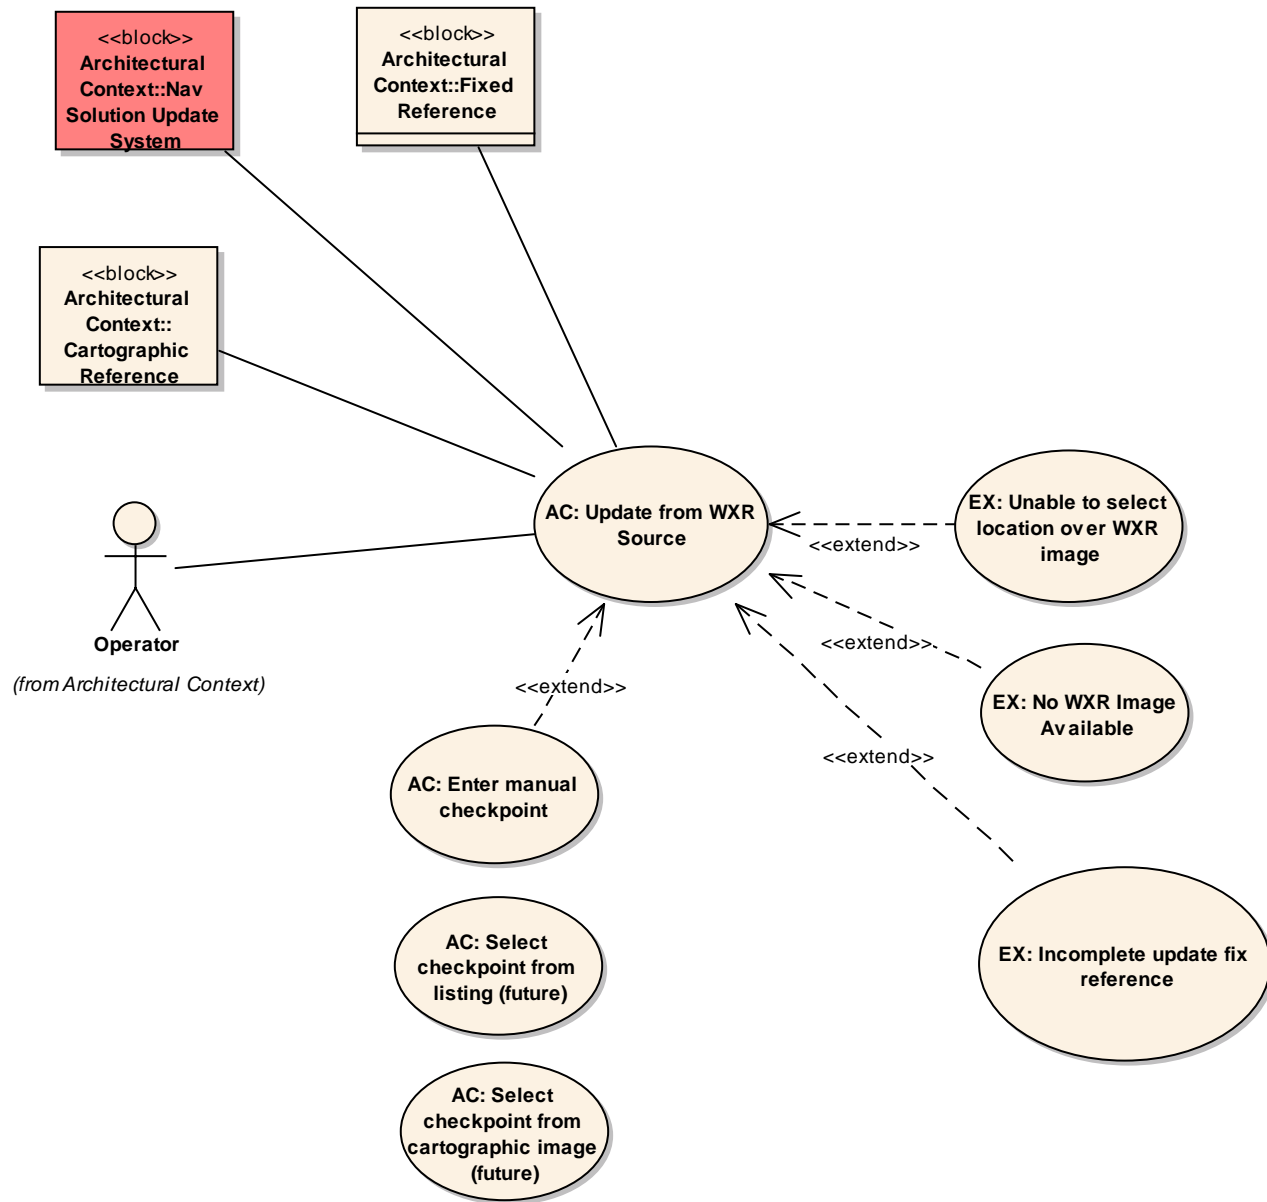 <<block>>
Architectural
Context::Nav
Solution Update
System
<<block>>
Architectural
Context::Fixed
Reference
<<block>>
Architectural
Context::
Cartographic
Reference
Operator
(from Architectural Context)
AC: Update from WXR
Source
EX: Unable to select
location over WXR
image
<<extend>>
EX: No WXR Image
Available
<<extend>>
EX: Incomplete update fix
reference
<<extend>>
<<extend>>
AC: Enter manual
checkpoint
AC: Select
checkpoint from
listing (future)
AC: Select
checkpoint from
cartographic image
(future)